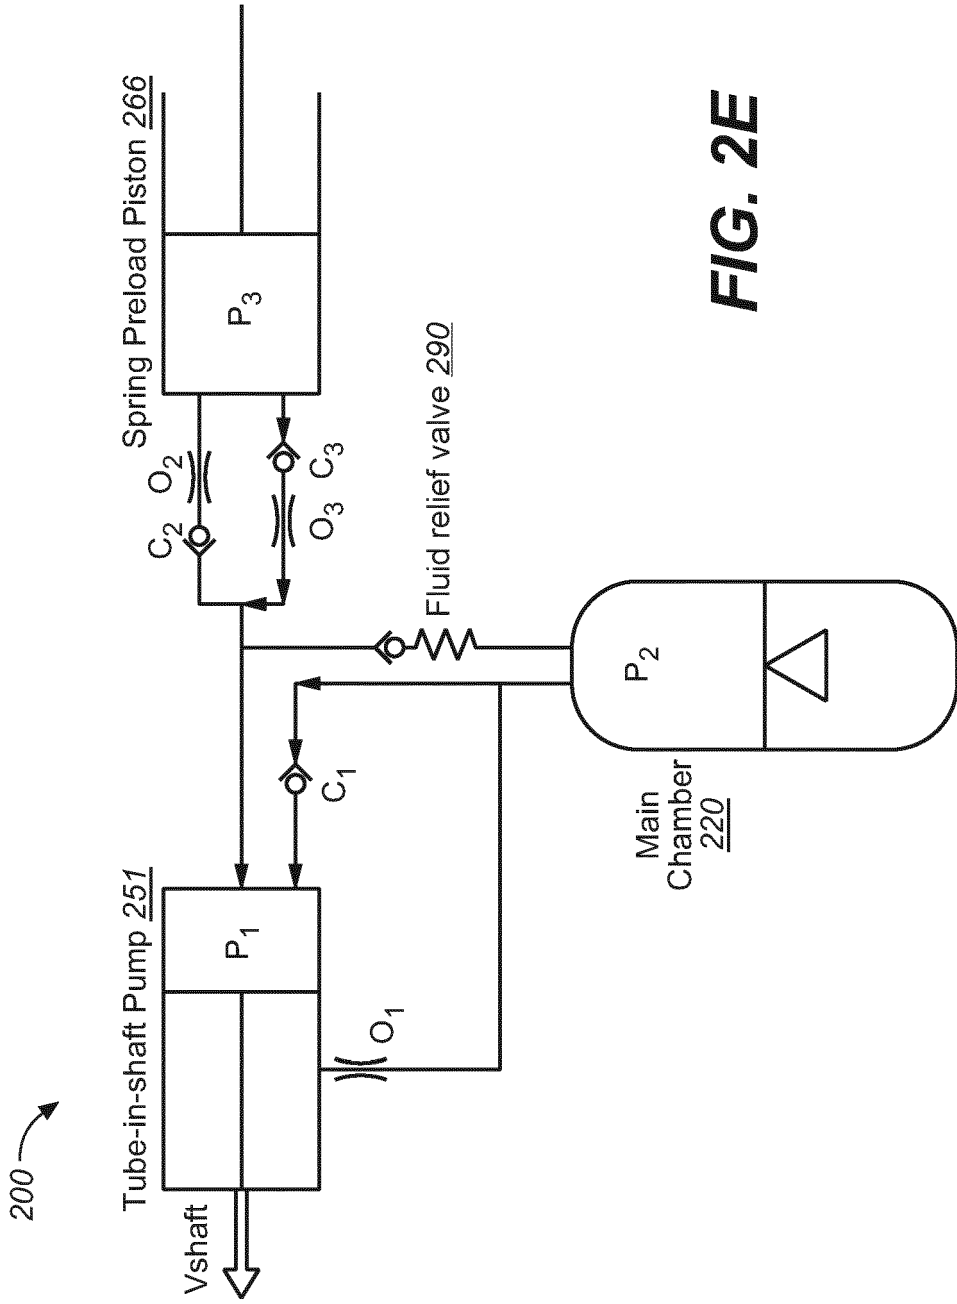 200
Vshaft
Tube-in-shaft Pump 251
P1
O1
C1
Main
Chamber
220
P2
Fluid relief valve 290
C2
O2
O3
C3
Spring Preload Piston 266
P3
FIG. 2E